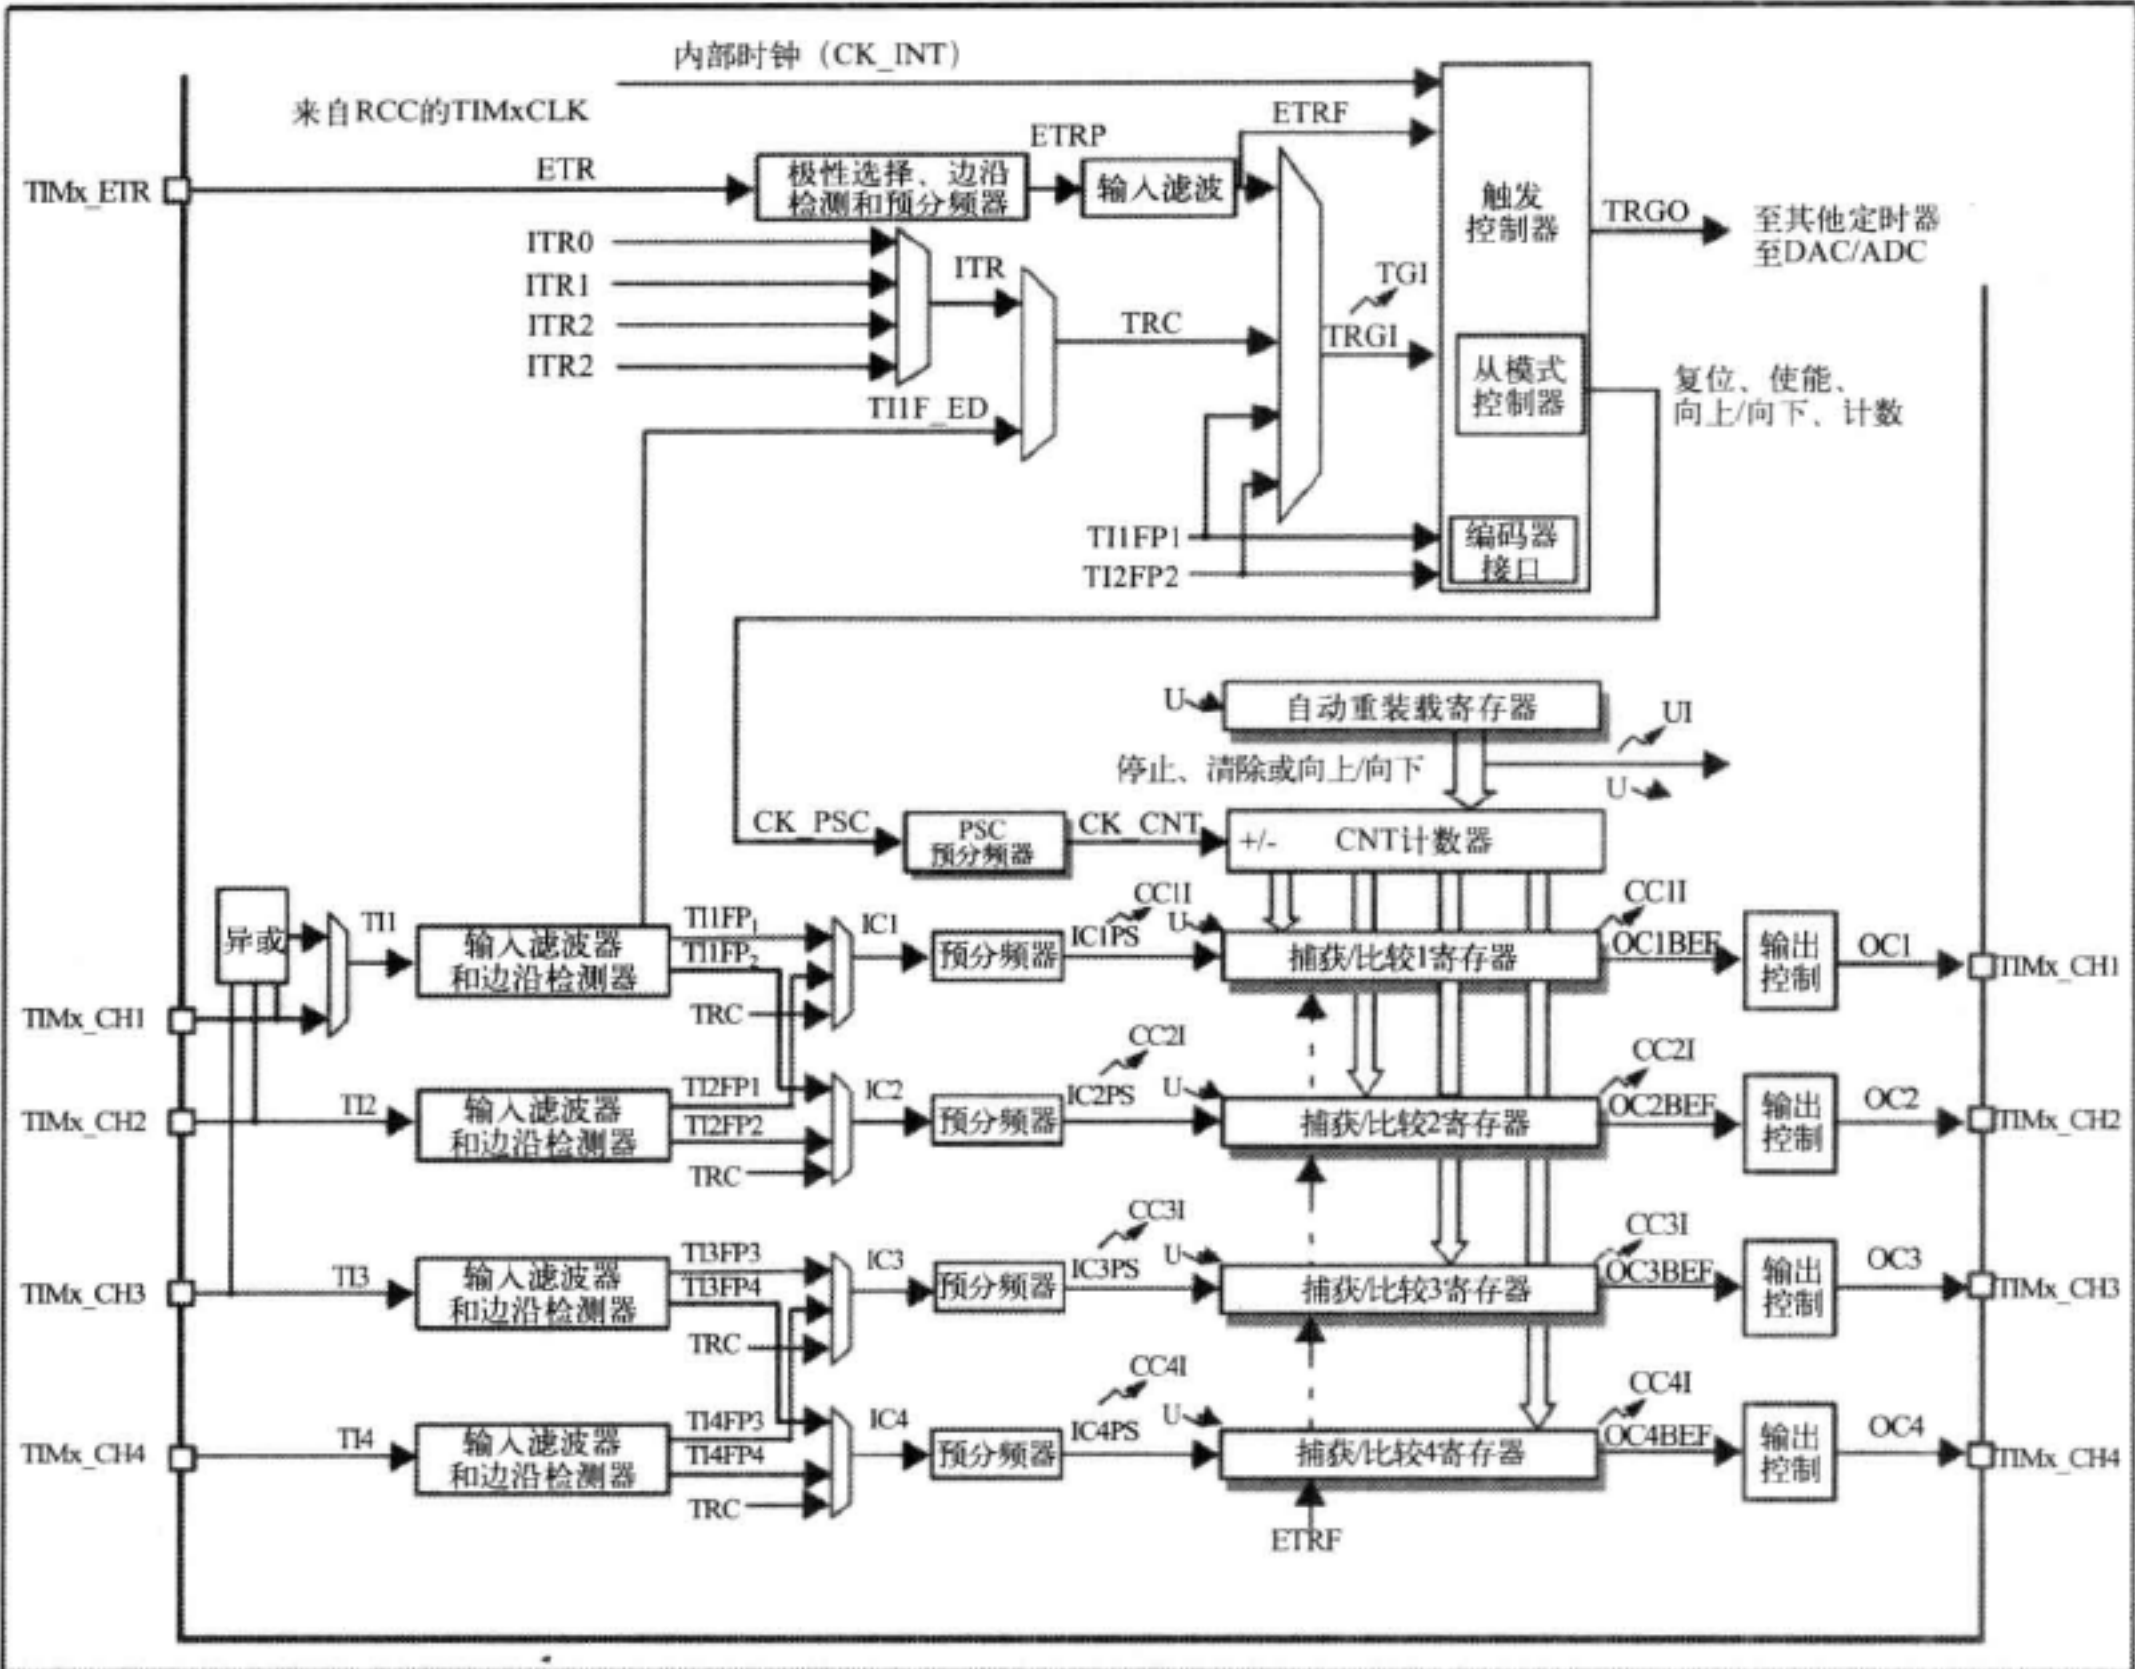 内部时钟（CK_INT）
来自RCC的TIMxCLK
ETRF
ETRP
ETR
TIMx_ETR
极性选择、边沿
检测和预分频器
输入滤波
触发
控制器
TRGO
至其他定时器
至DAC/ADC
ITR0
ITR1
ITR2
ITR2
ITR
TRC
TGI
TRGI
TI1F_ED
从模式
控制器
复位、使能、
向上/向下、计数
TI1FP1
TI2FP2
编码器
接口
U
自动重装载寄存器
UI
停止、清除或向上/向下
U
CK_PSC
PSC
预分频器
CK_CNT
+/-
CNT计数器
异或
TI1
输入滤波器
和边沿检测器
TI1FP1
TI1FP2
TRC
IC1
预分频器
CC1I
IC1PS
U
捕获/比较1寄存器
CC1I
OC1BEF
输出
控制
OC1
TIMx_CH1
TIMx_CH1
TIMx_CH2
TI2
输入滤波器
和边沿检测器
TI2FP1
TI2FP2
TRC
IC2
预分频器
CC2I
IC2PS
U
捕获/比较2寄存器
CC2I
OC2BEF
输出
控制
OC2
TIMx_CH2
TIMx_CH3
TI3
输入滤波器
和边沿检测器
TI3FP3
TI3FP4
TRC
IC3
预分频器
CC3I
IC3PS
U
捕获/比较3寄存器
CC3I
OC3BEF
输出
控制
OC3
TIMx_CH3
TIMx_CH4
TI4
输入滤波器
和边沿检测器
TI4FP3
TI4FP4
TRC
IC4
预分频器
CC4I
IC4PS
U
捕获/比较4寄存器
CC4I
OC4BEF
输出
控制
OC4
TIMx_CH4
ETRF